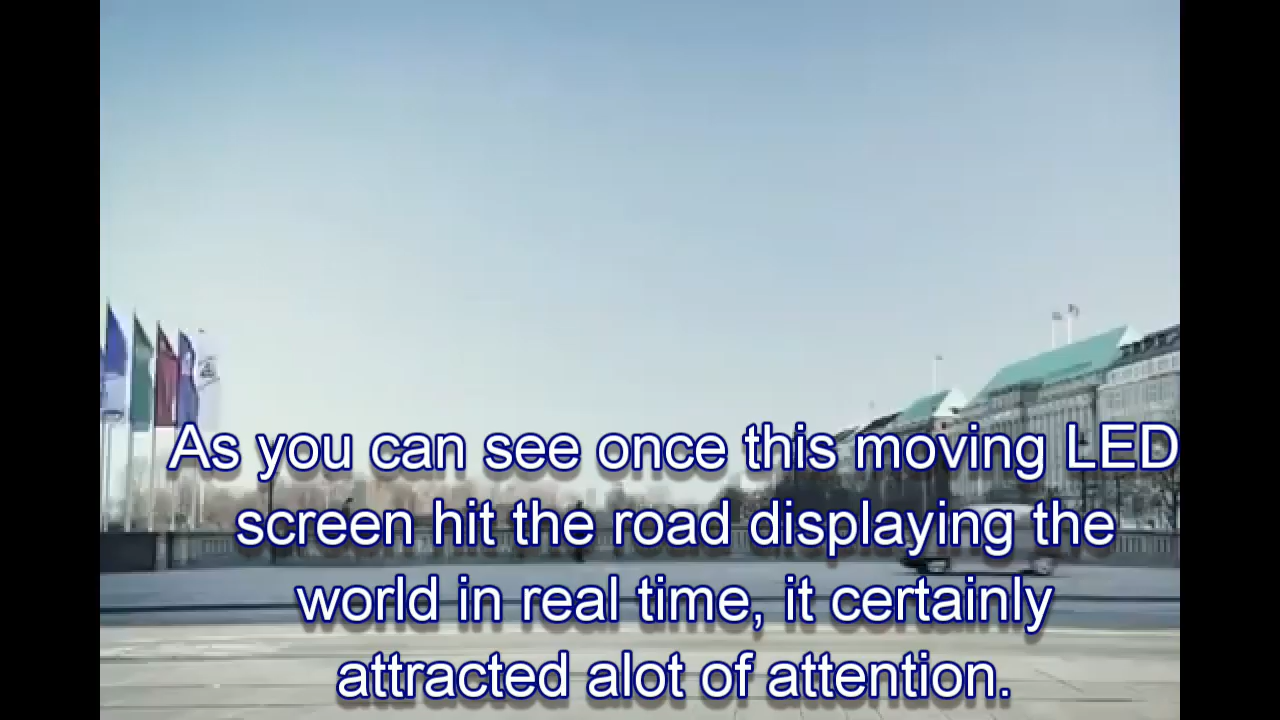 As you can see once this moving LED
screen hit the road displaying the
world in real time, it certainly
attracted alot of attention.